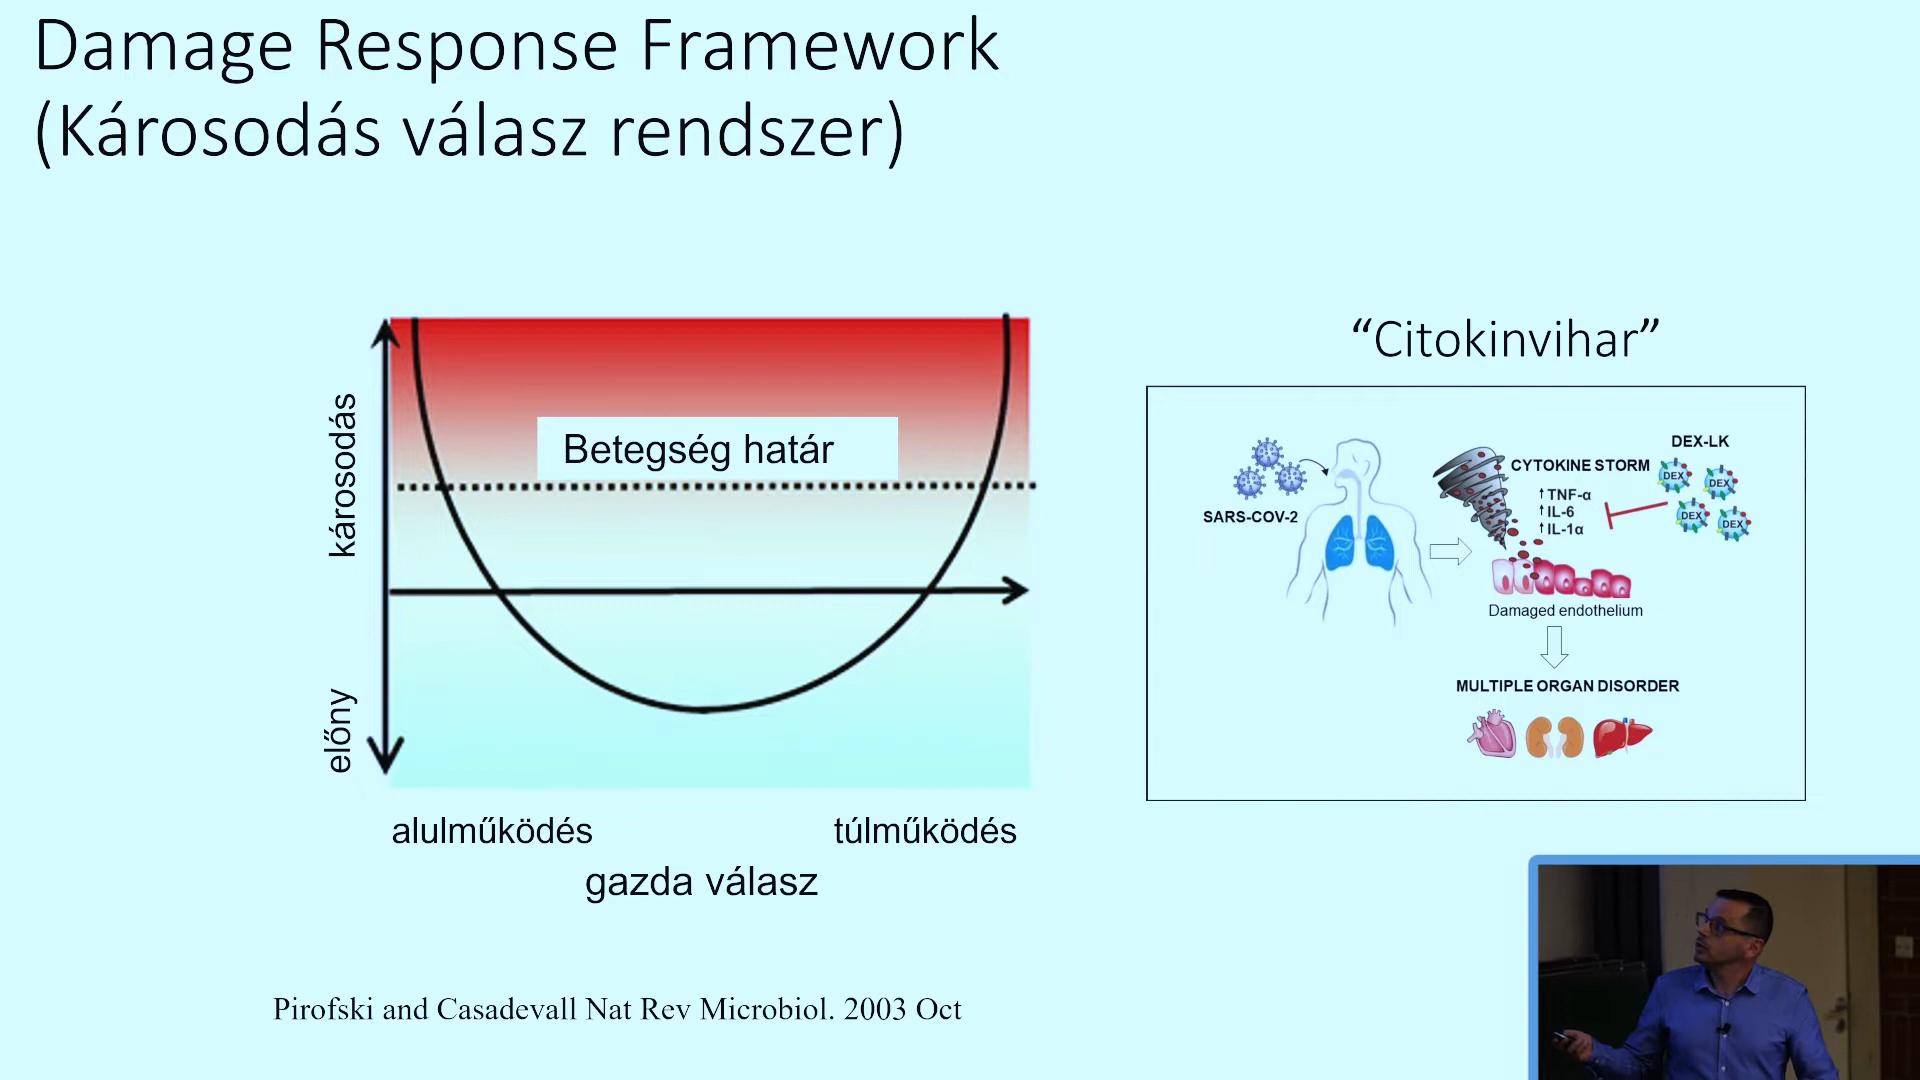 Damage Response Framework
(Károsodás válasz rendszer)
károsodás
előny
Betegség határ
alulműködés
túlműködés
gazda válasz
“Citokinvihar”
SARS-COV-2
CYTOKINE STORM
↑ TNF-α
↑ IL-6
↑ IL-1α
DEX-LK
DEX
DEX
DEX
DEX
Damaged endothelium
MULTIPLE ORGAN DISORDER
Pirofski and Casadevall Nat Rev Microbiol. 2003 Oct